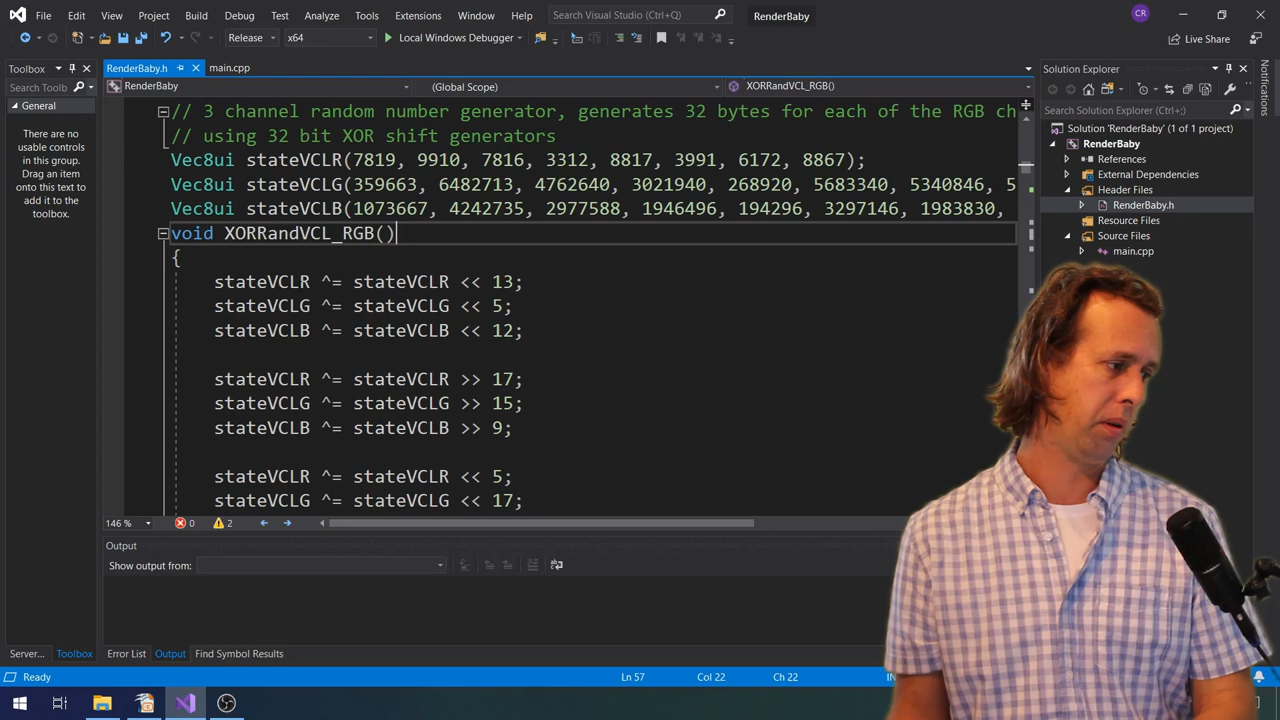 File Edit View Project Build Debug Test Analyze Tools Extensions Window Help Search Visual Studio (Ctrl+Q) RenderBaby CR
Release x64 Local Windows Debugger Live Share
Toolbox RenderBaby.h main.cpp Solution Explorer Notifications
Search Toolb RenderBaby (Global Scope) XORRandVCL_RGB()
General
There are no
usable controls
in this group.
Drag an item
onto this text to
add it to the
toolbox.
// 3 channel random number generator, generates 32 bytes for each of the RGB ch
// using 32 bit XOR shift generators
Vec8ui stateVCLR(7819, 9910, 7816, 3312, 8817, 3991, 6172, 8867);
Vec8ui stateVCLG(359663, 6482713, 4762640, 3021940, 268920, 5683340, 5340846, 5
Vec8ui stateVCLB(1073667, 4242735, 2977588, 1946496, 194296, 3297146, 1983830,
void XORRandVCL_RGB()
{
stateVCLR ^= stateVCLR << 13;
stateVCLG ^= stateVCLG << 5;
stateVCLB ^= stateVCLB << 12;
stateVCLR ^= stateVCLR >> 17;
stateVCLG ^= stateVCLG >> 15;
stateVCLB ^= stateVCLB >> 9;
stateVCLR ^= stateVCLR << 5;
stateVCLG ^= stateVCLG << 17;
Search Solution Explorer (Ctrl+;)
Solution 'RenderBaby' (1 of 1 project)
RenderBaby
References
External Dependencies
Header Files
RenderBaby.h
Resource Files
Source Files
main.cpp
146 % 0 2
Output
Show output from:
Server... Toolbox Error List Output Find Symbol Results
Ready Ln 57 Col 22 Ch 22 IN